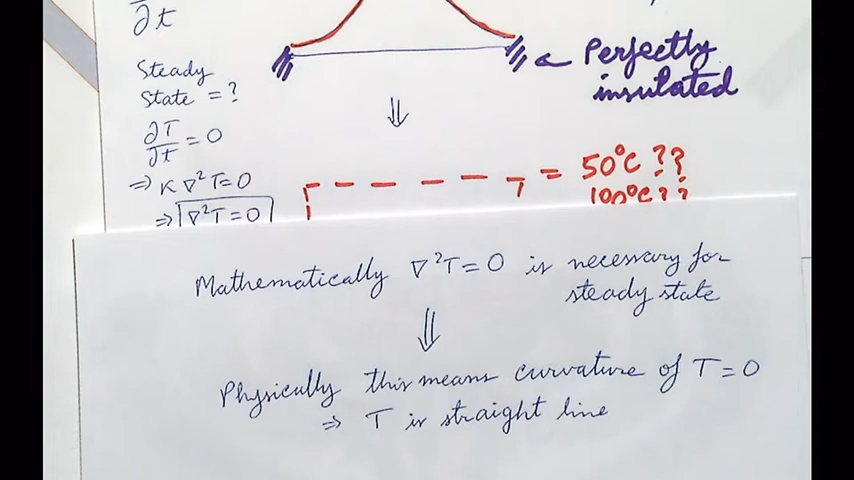 ∂t
Perfectly
insulated
Steady
State = ?
∂T/∂t = 0
⇒ K ∇²T = 0
⇒ ∇²T = 0
= 50°C ??
100°C ??
Mathematically ∇²T = 0 is necessary for
steady state
Physically this means curvature of T = 0
⇒ T is straight line